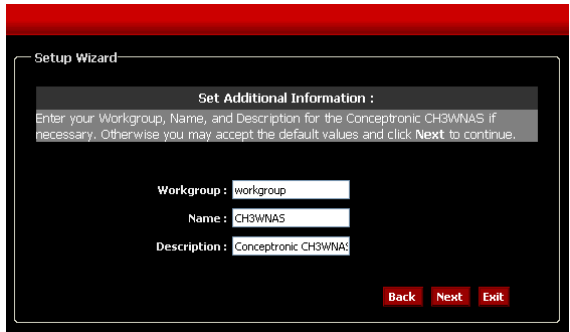 Setup Wizard
Set Additional Information :
Enter your Workgroup, Name, and Description for the Conceptronic CH3WNAS if
necessary. Otherwise you may accept the default values and click Next to continue.
Workgroup : workgroup
Name : CH3WNAS
Description : Conceptronic CH3WNAS
Back Next Exit